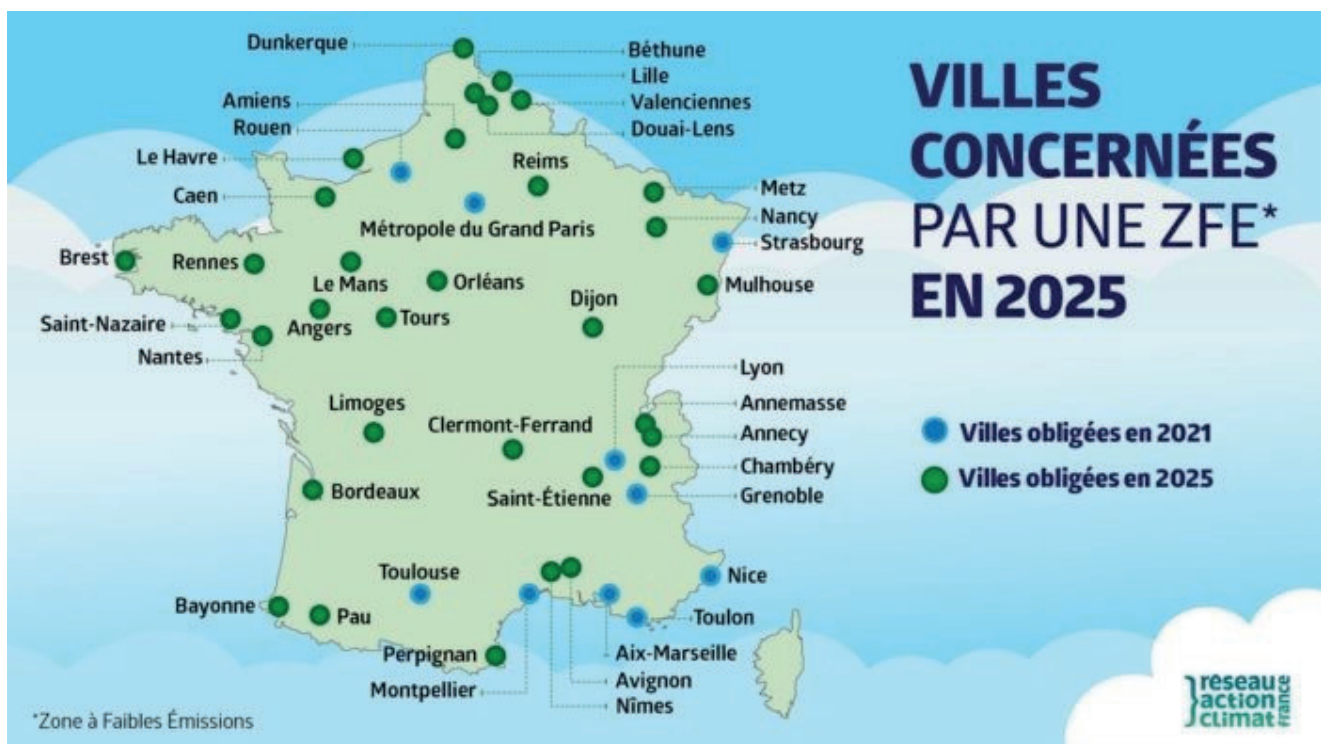 VILLES
CONCERNÉES
PAR UNE ZFE*
EN 2025
Villes obligées en 2021
Villes obligées en 2025
Dunkerque
Béthune
Lille
Valenciennes
Douai-Lens
Amiens
Rouen
Le Havre
Caen
Reims
Métropole du Grand Paris
Metz
Nancy
Strasbourg
Mulhouse
Brest
Rennes
Le Mans
Orléans
Dijon
Saint-Nazaire
Angers
Tours
Nantes
Lyon
Annemasse
Annecy
Chambéry
Grenoble
Limoges
Clermont-Ferrand
Bordeaux
Saint-Étienne
Toulouse
Nice
Bayonne
Pau
Toulon
Perpignan
Aix-Marseille
Montpellier
Avignon
Nîmes
*Zone à Faibles Émissions
réseau
action
climat
france